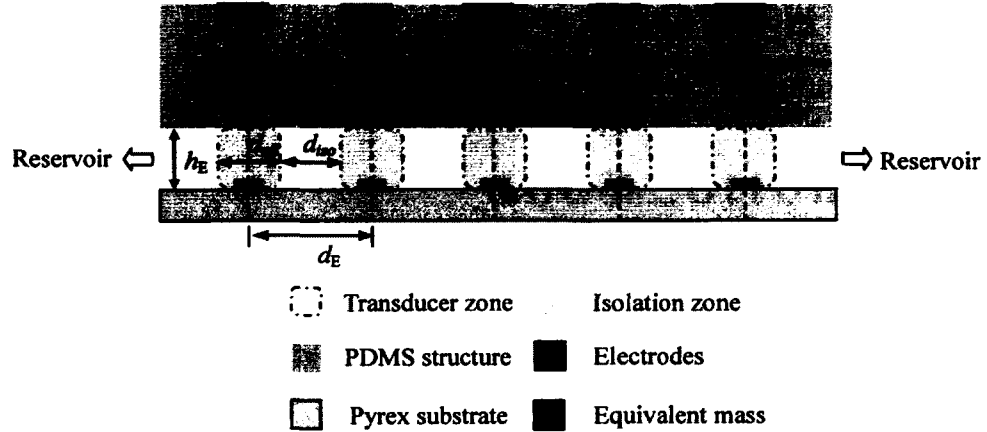 Reservoir
h_E
d_iso
Reservoir
d_E
Transducer zone
Isolation zone
PDMS structure
Electrodes
Pyrex substrate
Equivalent mass